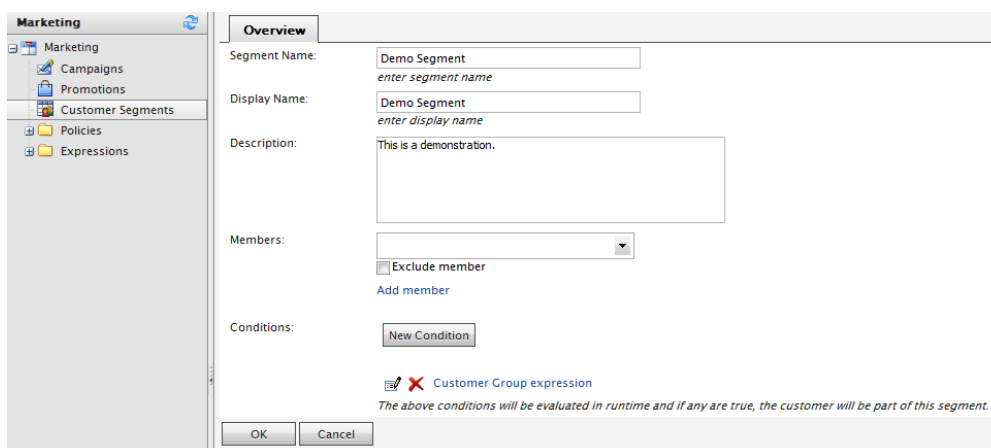 Marketing
Marketing
Campaigns
Promotions
Customer Segments
Policies
Expressions
Overview
Segment Name:
Demo Segment
enter segment name
Display Name:
Demo Segment
enter display name
Description:
This is a demonstration.
Members:
Exclude member
Add member
Conditions:
New Condition
Customer Group expression
The above conditions will be evaluated in runtime and if any are true, the customer will be part of this segment.
OK Cancel